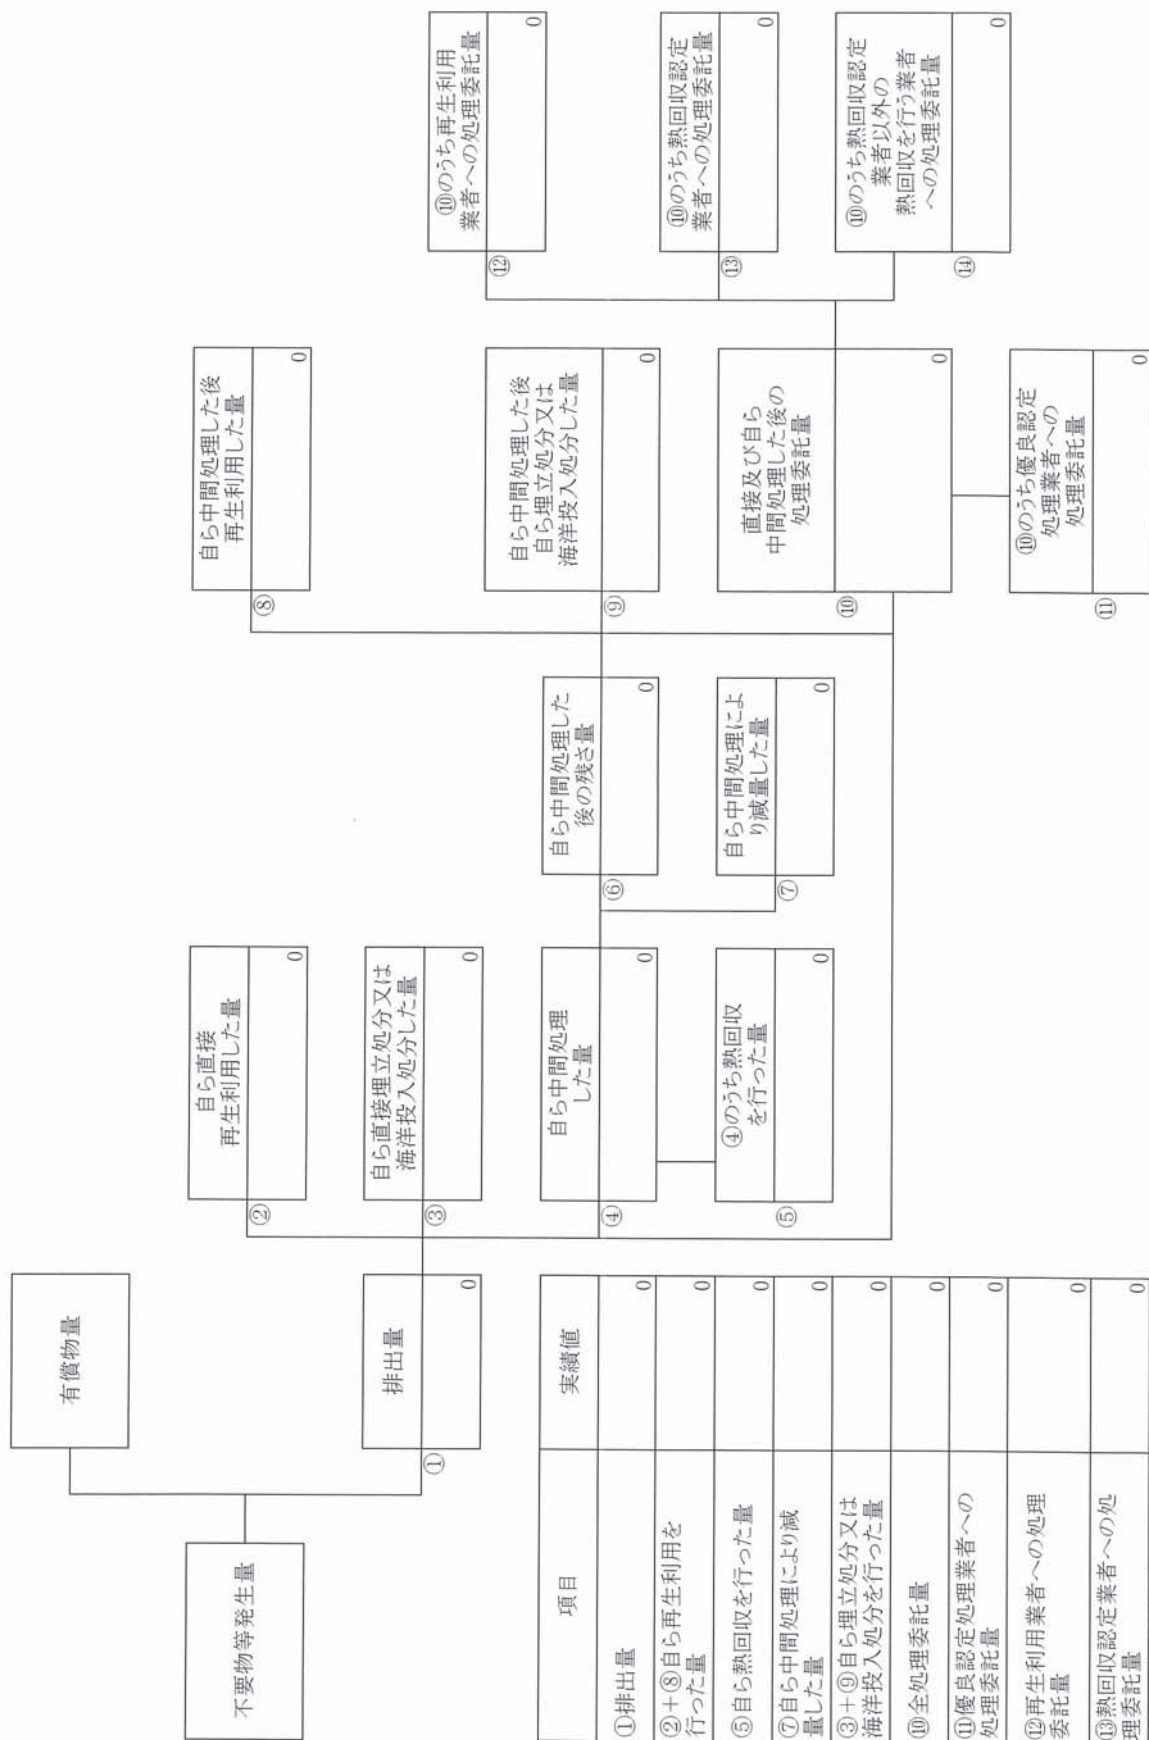 不要物等発生量
有償物量
①
排出量
0
②
自ら直接
再生利用した量
0
③
自ら直接埋立処分又は
海洋投入処分した量
0
④
自ら中間処理
した量
0
⑤
④のうち熱回収
を行った量
0
⑥
自ら中間処理した
後の残さ量
0
⑦
自ら中間処理によ
り減量した量
0
⑧
自ら中間処理した後
再生利用した量
0
⑨
自ら中間処理した後
自ら埋立処分又は
海洋投入処分した量
0
⑩
直接及び自ら
中間処理した後の
処理委託量
0
⑪
⑩のうち優良認定
処理業者への
処理委託量
0
⑫
⑩のうち再生利用
業者への処理委託量
0
⑬
⑩のうち熱回収認定
業者への処理委託量
0
⑭
⑩のうち熱回収認定
業者以外の
熱回収を行う業者
への処理委託量
0
項目
実績値
①排出量
0
②+⑧自ら再生利用を
行った量
0
⑤自ら熱回収を行った量
0
⑦自ら中間処理により減
量した量
0
③+⑨自ら埋立処分又は
海洋投入処分を行った量
0
⑩全処理委託量
0
⑪優良認定処理業者への
処理委託量
0
⑫再生利用業者への処理
委託量
0
⑬熱回収認定業者への処
理委託量
0